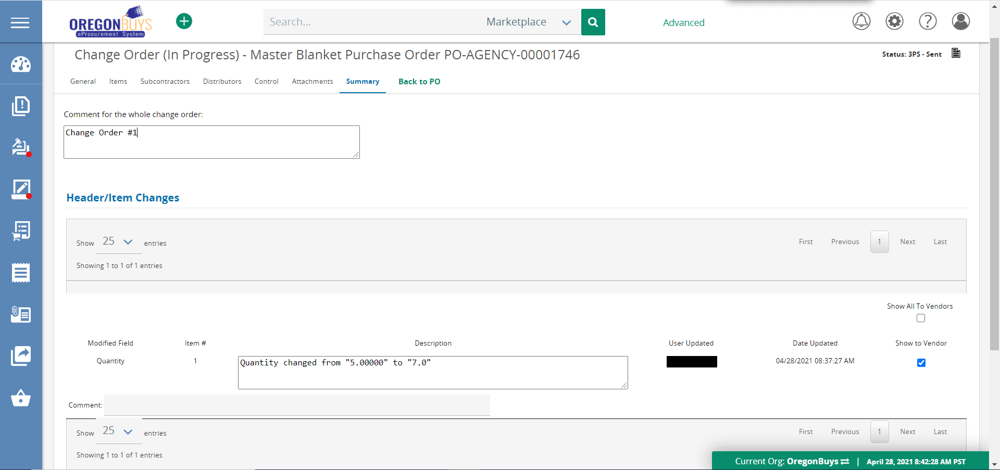 OREGONBUYS
eProcurement System
Search...
Marketplace
Advanced
Change Order (In Progress) - Master Blanket Purchase Order PO-AGENCY-00001746
Status: 3PS - Sent
General Items Subcontractors Distributors Control Attachments Summary Back to PO
Comment for the whole change order:
Change Order #1
Header/Item Changes
Show 25 entries
First Previous 1 Next Last
Showing 1 to 1 of 1 entries
Show All To Vendors
Modified Field Item # Description User Updated Date Updated Show to Vendor
Quantity 1 Quantity changed from "5.00000" to "7.0" 04/28/2021 08:37:27 AM
Comment:
Show 25 entries
First Previous 1 Next Last
Showing 1 to 1 of 1 entries
Current Org: OregonBuys | April 28, 2021 8:42:28 AM PST